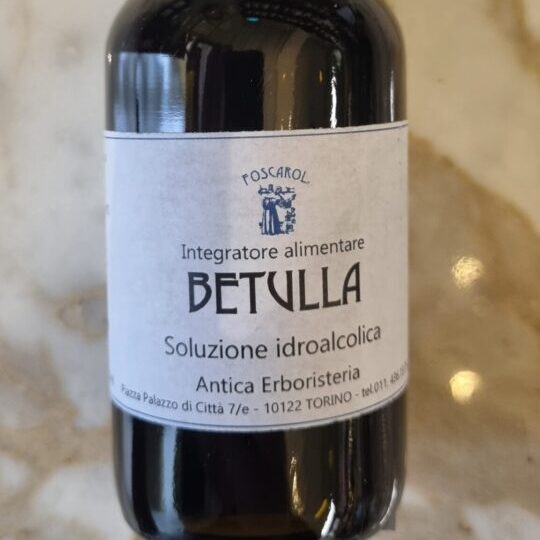 FOSCAROL.
Integratore alimentare
BETULLA
Soluzione idroalcolica
Antica Erboristeria
Piazza Palazzo di Città 7/e - 10122 TORINO - tel.011.